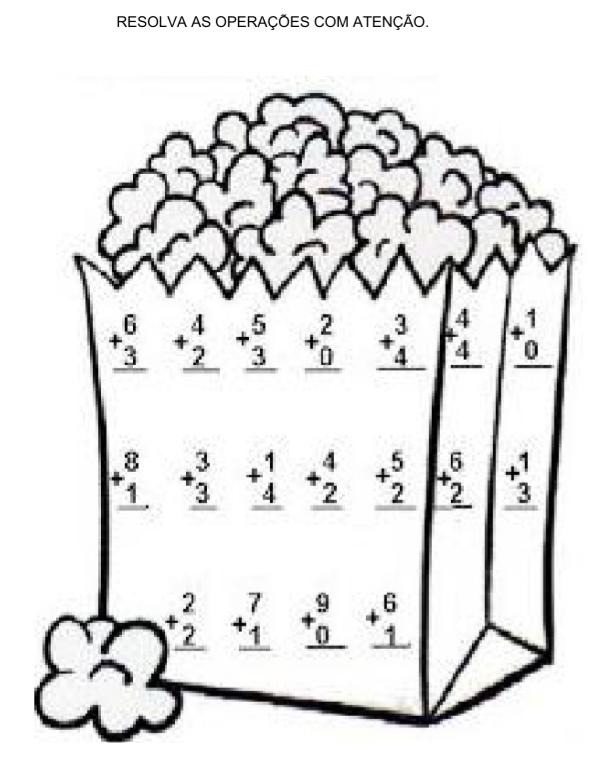 RESOLVA AS OPERAÇÕES COM ATENÇÃO.
6 4 5 2 3 4 1
+3 +2 +3 +0 +4 +4 +0
8 3 1 4 5 6 1
+1 +3 +4 +2 +2 +2 +3
2 7 9 6
+2 +1 +0 +1